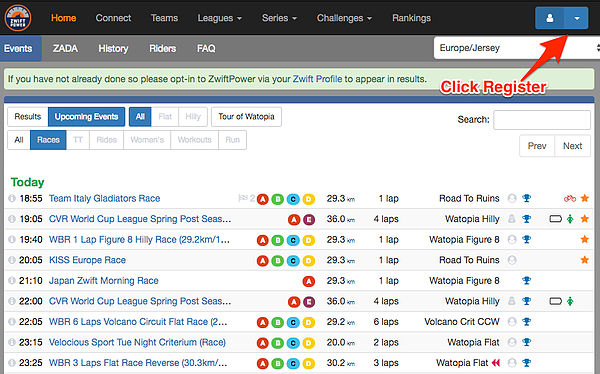 ZWIFT POWER Home Connect Teams Leagues Series Challenges Rankings
Events ZADA History Riders FAQ Europe/Jersey
If you have not already done so please opt-in to ZwiftPower via your Zwift Profile to appear in results.
Click Register
Results Upcoming Events All Flat Hilly Tour of Watopia Search:
All Races TT Rides Women's Workouts Run Prev Next
Today
18:55 Team Italy Gladiators Race 2 A B C D 29.3 km 1 lap Road To Ruins
19:05 CVR World Cup League Spring Post Seas... A E 36.0 km 4 laps Watopia Hilly
19:40 WBR 1 Lap Figure 8 Hilly Race (29.2km/1... A B C D 29.3 km 1 lap Watopia Figure 8
20:05 KISS Europe Race A B C D 29.3 km 1 lap Road To Ruins
21:10 Japan Zwift Morning Race A 29.3 km 1 lap Watopia Figure 8
22:00 CVR World Cup League Spring Post Seas... A E 36.0 km 4 laps Watopia Hilly
22:05 WBR 6 Laps Volcano Circuit Flat Race (2... A B C D 29.2 km 6 laps Volcano Crit CCW
23:15 Velocious Sport Tue Night Criterium (Race) A B C D 20.0 km 2 laps Watopia Flat
23:25 WBR 3 Laps Flat Race Reverse (30.3km/... A B C D 30.2 km 3 laps Watopia Flat